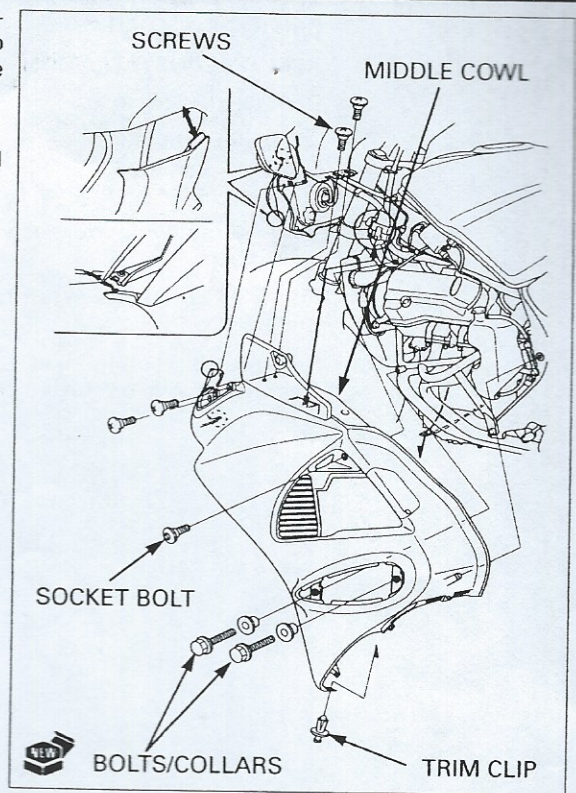 SCREWS
MIDDLE COWL
SOCKET BOLT
NEW
BOLTS/COLLARS
TRIM CLIP